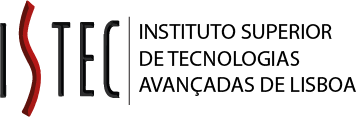 ISTEC
INSTITUTO SUPERIOR
DE TECNOLOGIAS
AVANÇADAS DE LISBOA